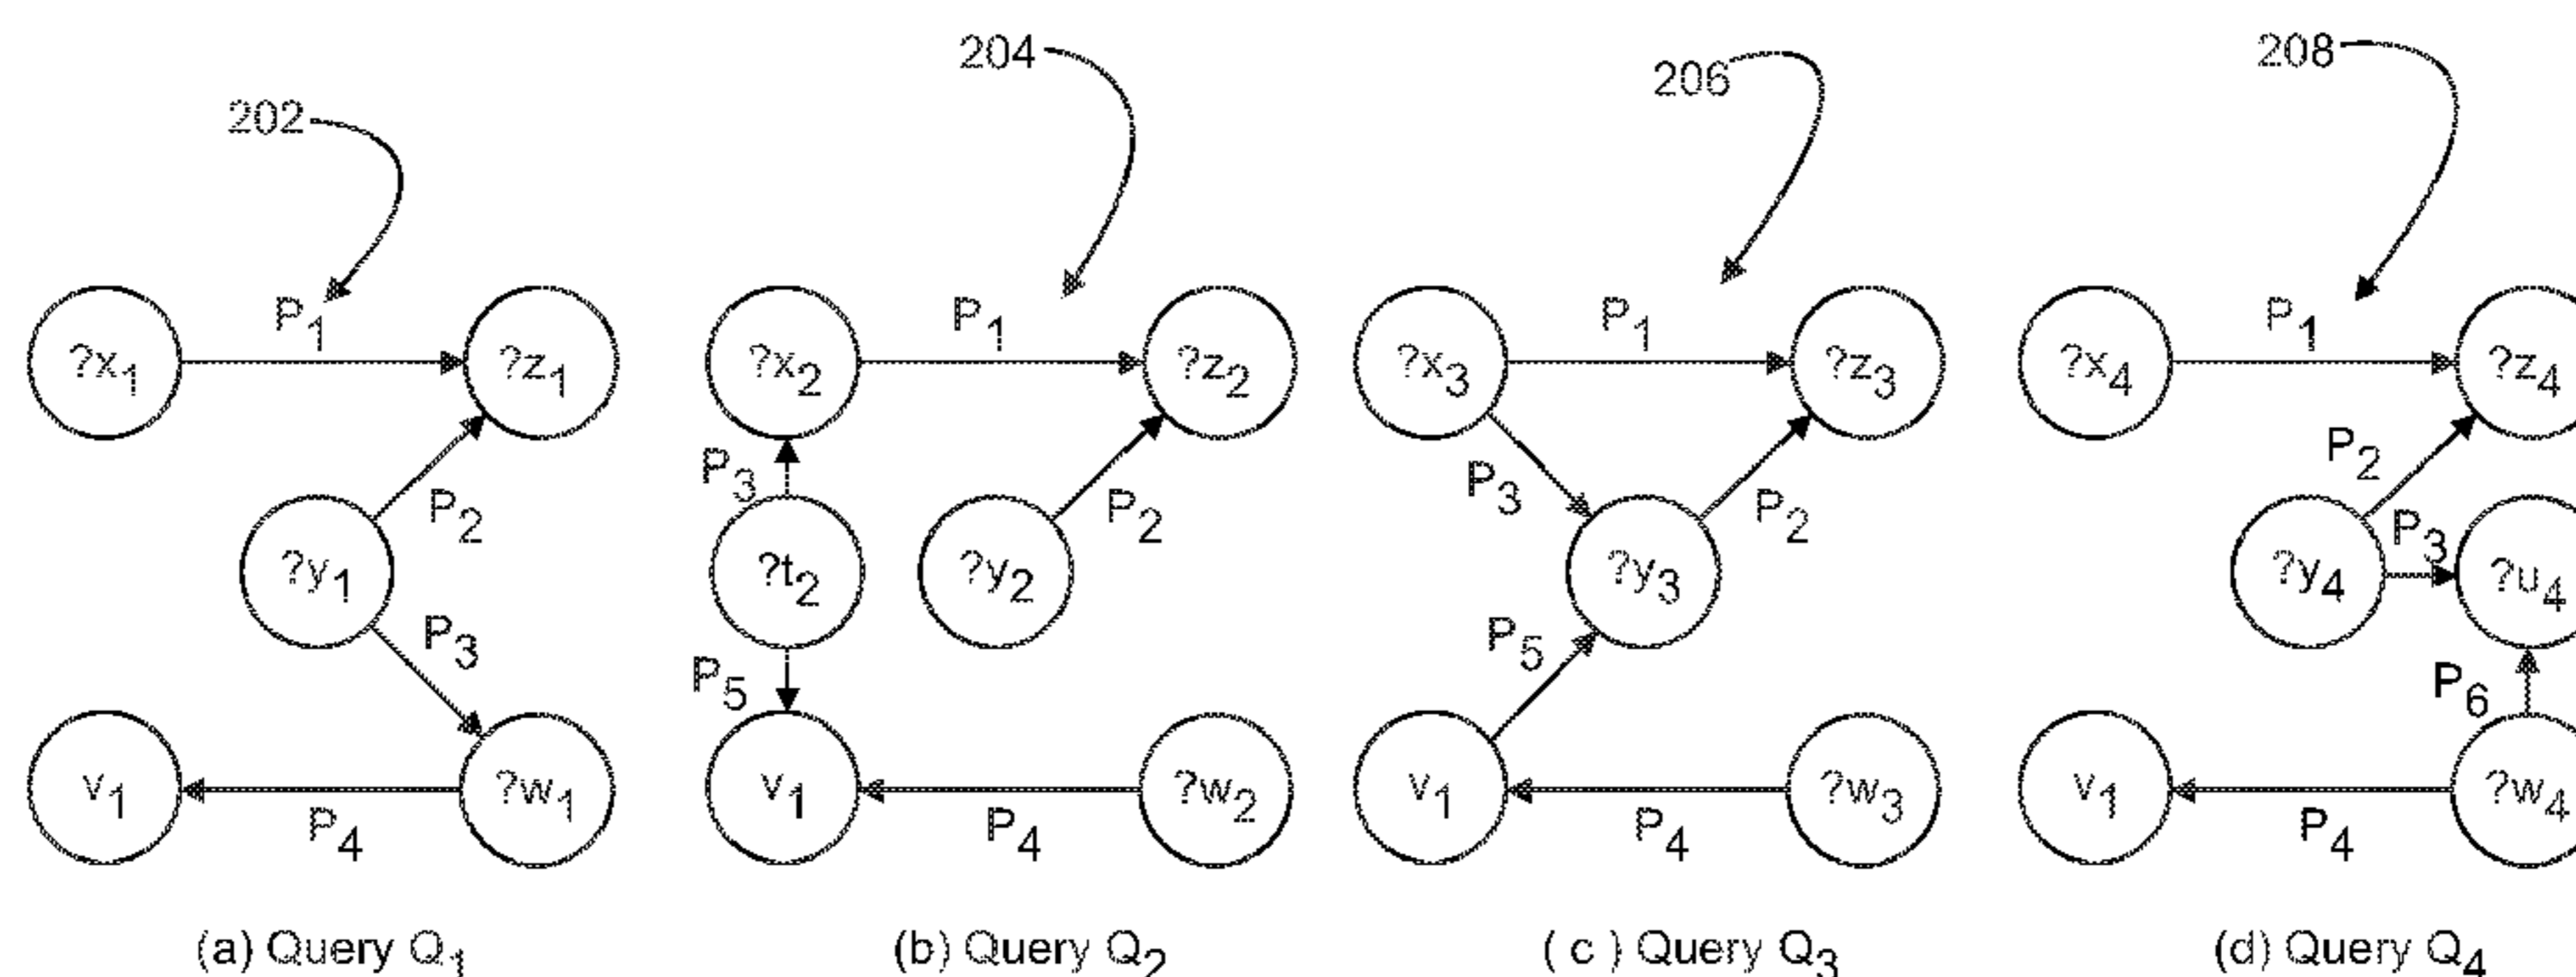 202
204
206
208
?x1
P1
?z1
P2
?y1
P3
v1
P4
?w1
(a) Query Q1
?x2
P1
?z2
P3
?t2
?y2
P2
P5
v1
P4
?w2
(b) Query Q2
?x3
P1
?z3
P3
P2
?y3
P5
v1
P4
?w3
( c ) Query Q3
?x4
P1
?z4
P2
P3
?y4
?u4
P6
v1
P4
?w4
(d) Query Q4